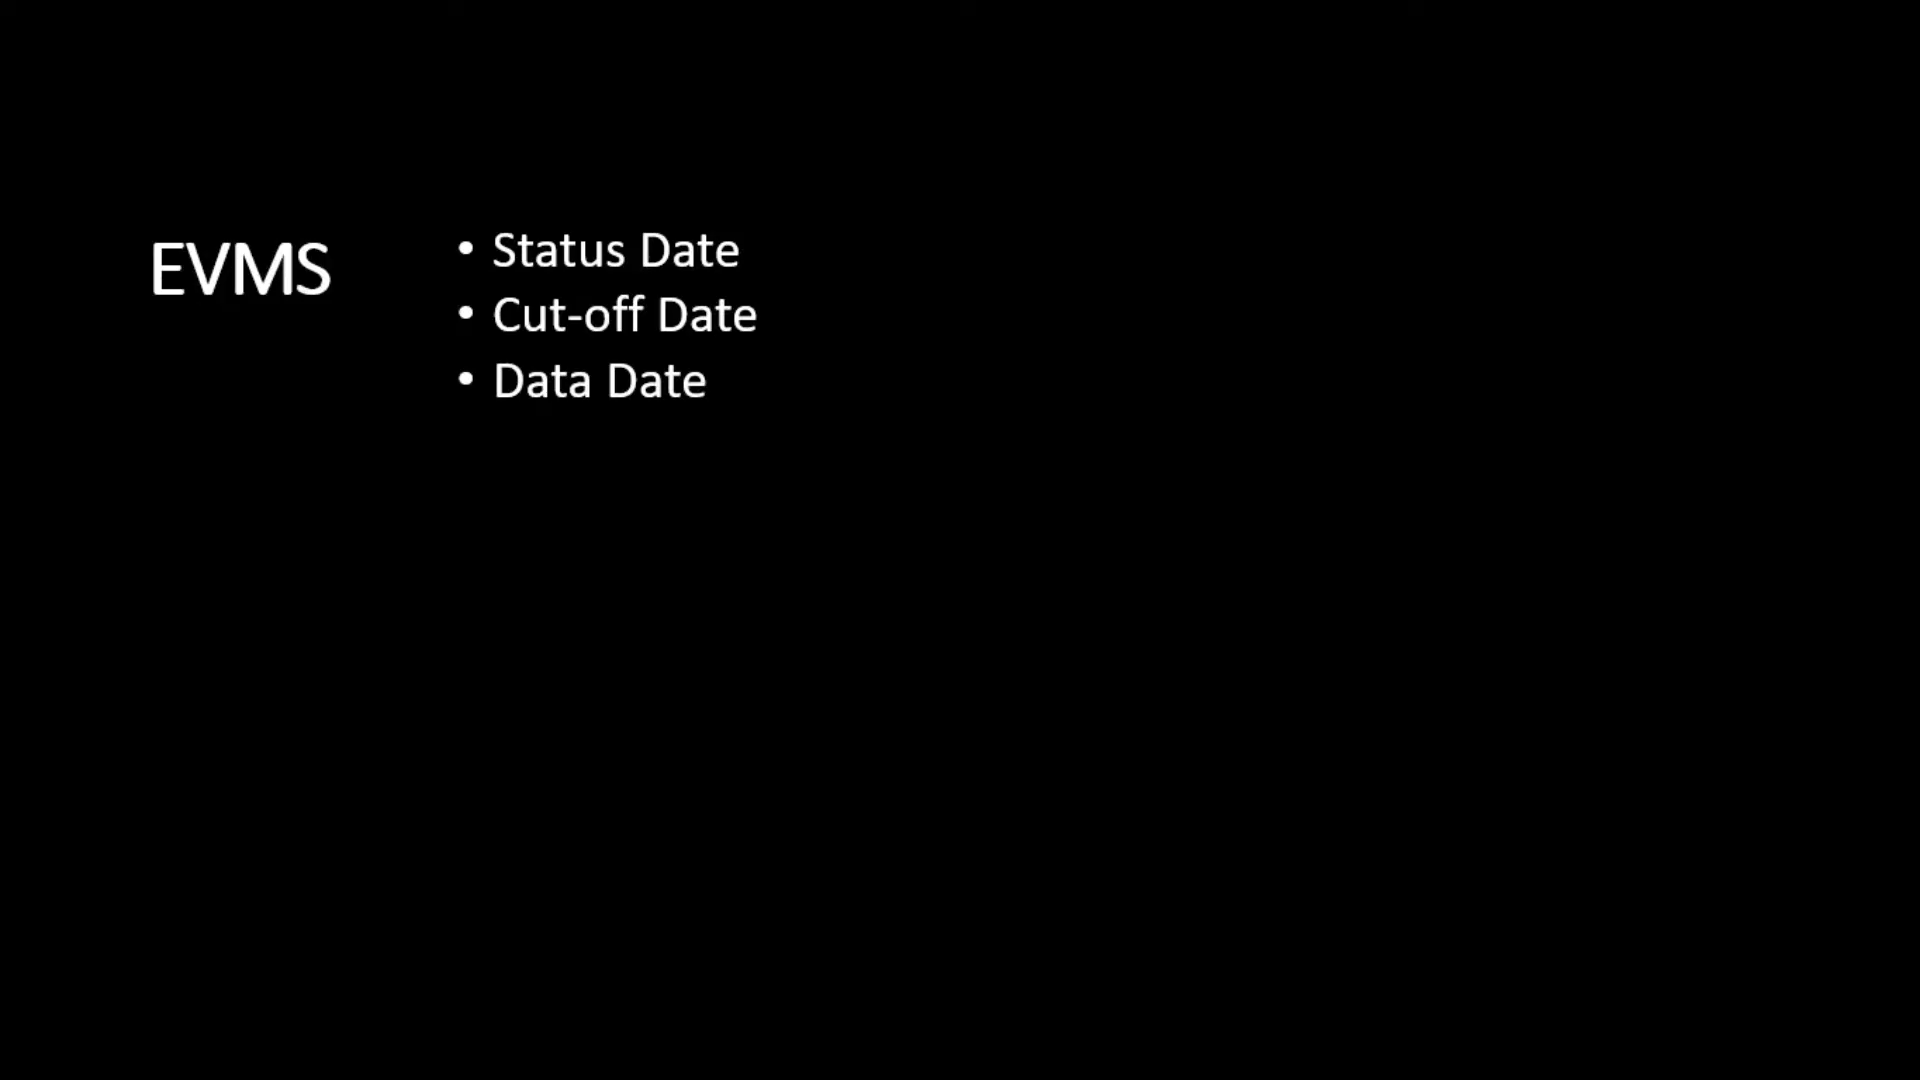 EVMS
• Status Date
• Cut-off Date
• Data Date